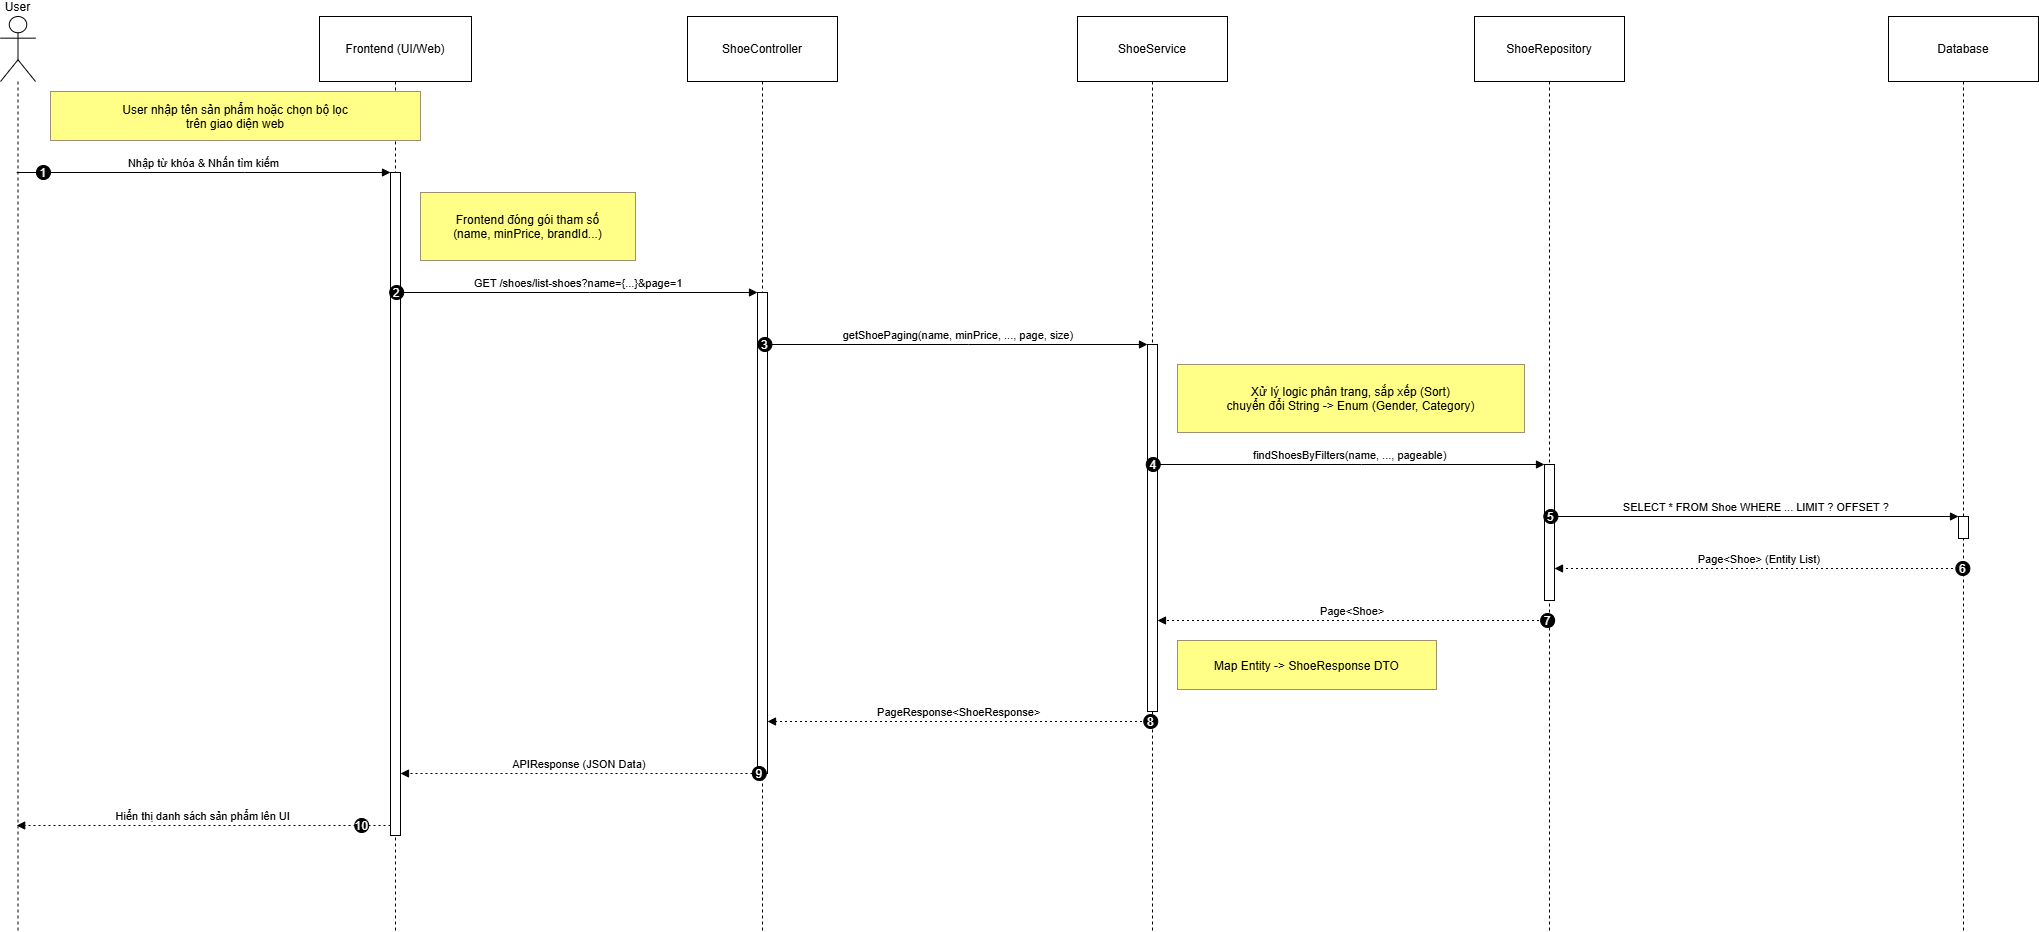 User
Frontend (UI/Web)
ShoeController
ShoeService
ShoeRepository
Database
User nhập tên sản phẩm hoặc chọn bộ lọc
trên giao diện web
Nhập từ khóa & Nhấn tìm kiếm
1
Frontend đóng gói tham số
(name, minPrice, brandId...)
GET /shoes/list-shoes?name={...}&page=1
2
getShoePaging(name, minPrice, ..., page, size)
3
Xử lý logic phân trang, sắp xếp (Sort)
chuyển đổi String -> Enum (Gender, Category)
findShoesByFilters(name, ..., pageable)
4
SELECT * FROM Shoe WHERE ... LIMIT ? OFFSET ?
5
Page<Shoe> (Entity List)
6
Page<Shoe>
7
Map Entity -> ShoeResponse DTO
PageResponse<ShoeResponse>
8
APIResponse (JSON Data)
9
Hiển thị danh sách sản phẩm lên UI
10